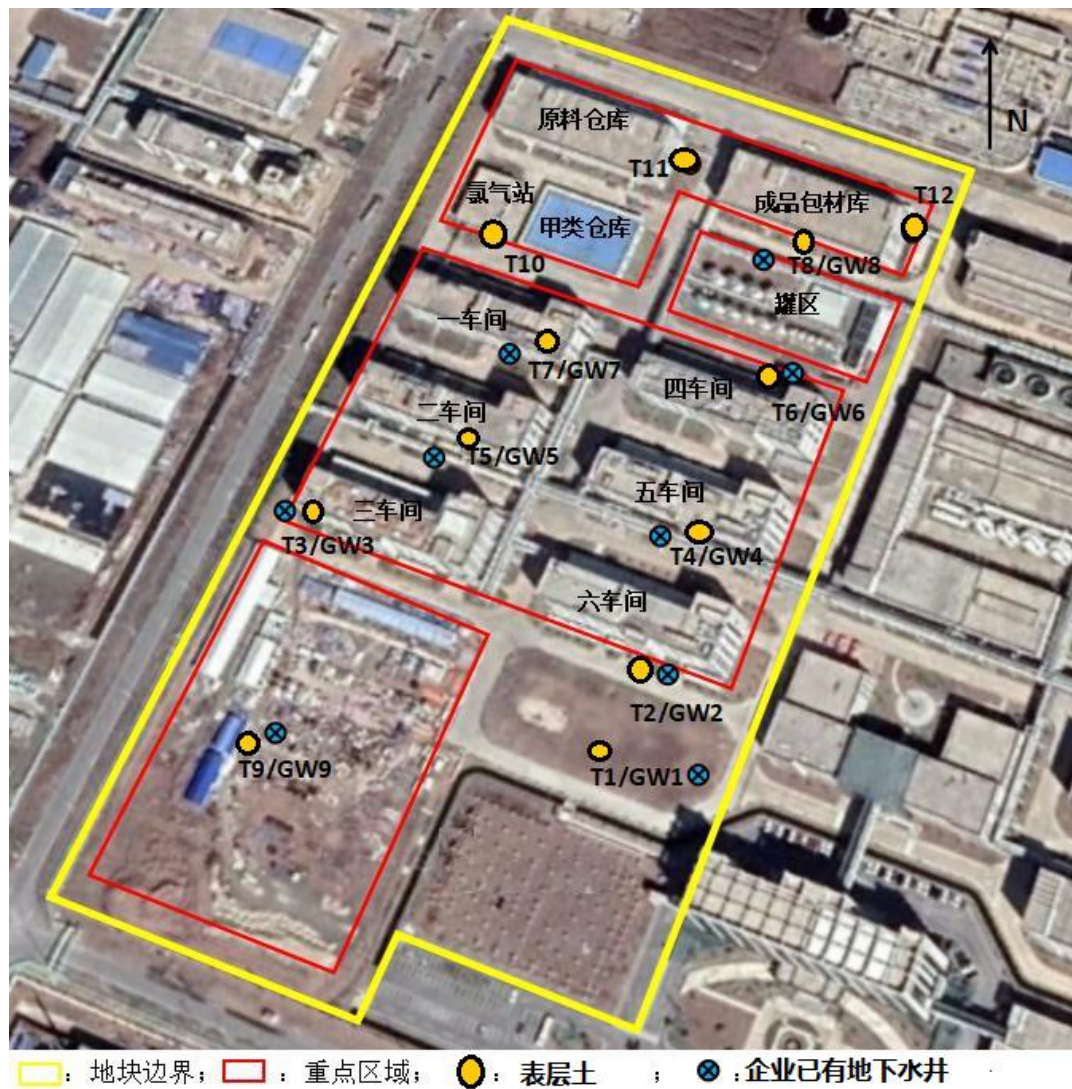 N
原料仓库
T11
T12
氯气站
成品包材库
甲类仓库
T10
T8/GW8
罐区
一车间
T7/GW7
四车间
T6/GW6
二车间
T5/GW5
五车间
三车间
T3/GW3
T4/GW4
六车间
T2/GW2
T9/GW9
T1/GW1
：地块边界；：重点区域；：表层土；：企业已有地下水井